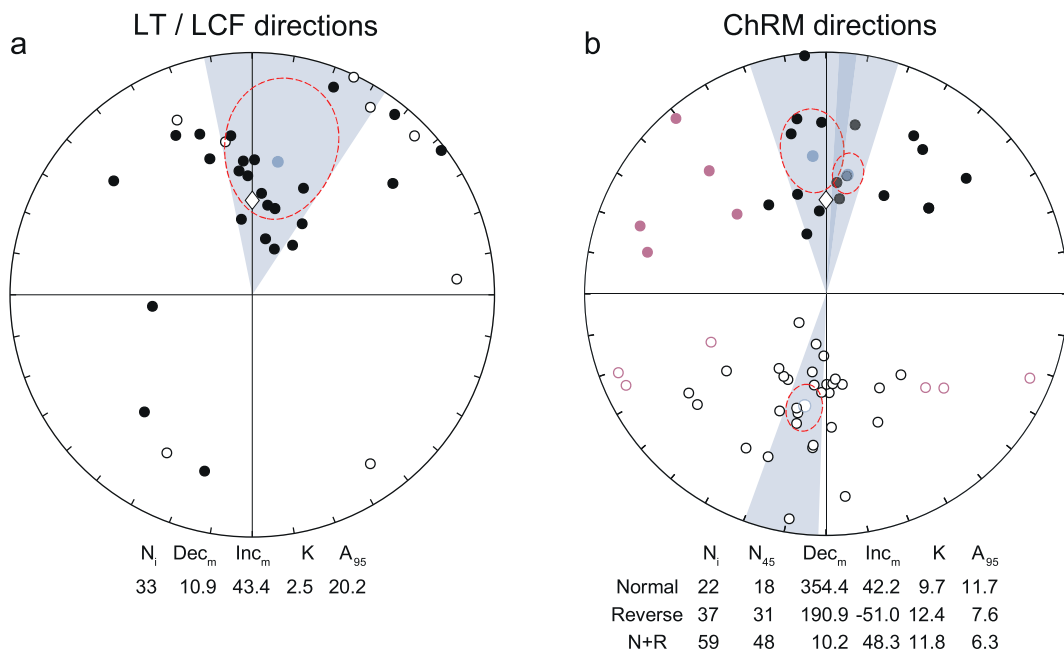 a
LT / LCF directions
b
ChRM directions
Ni Decm Incm K A95
33 10.9 43.4 2.5 20.2
Ni N45 Decm Incm K A95
Normal 22 18 354.4 42.2 9.7 11.7
Reverse 37 31 190.9 -51.0 12.4 7.6
N+R 59 48 10.2 48.3 11.8 6.3